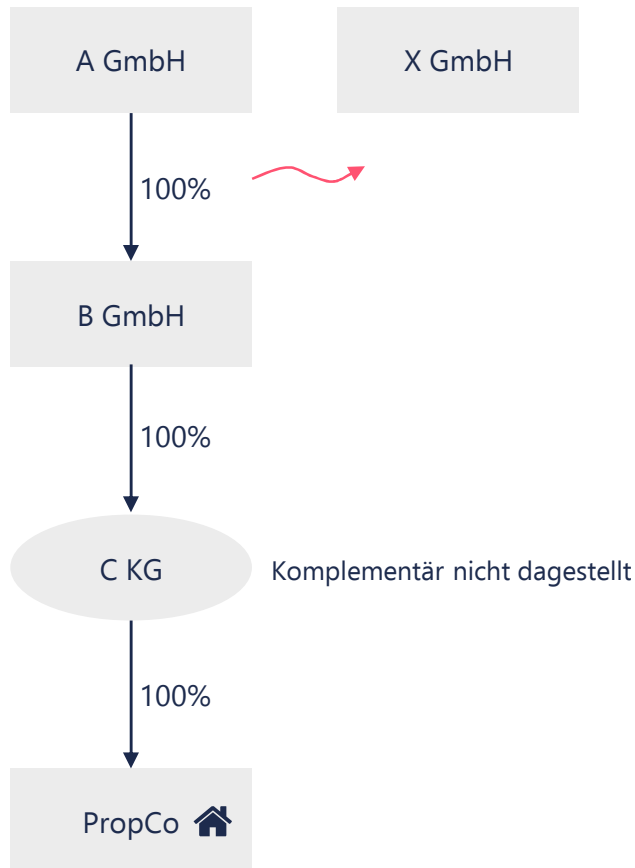 A GmbH
X GmbH
100%
B GmbH
100%
C KG
Komplementär nicht dagestellt
100%
PropCo